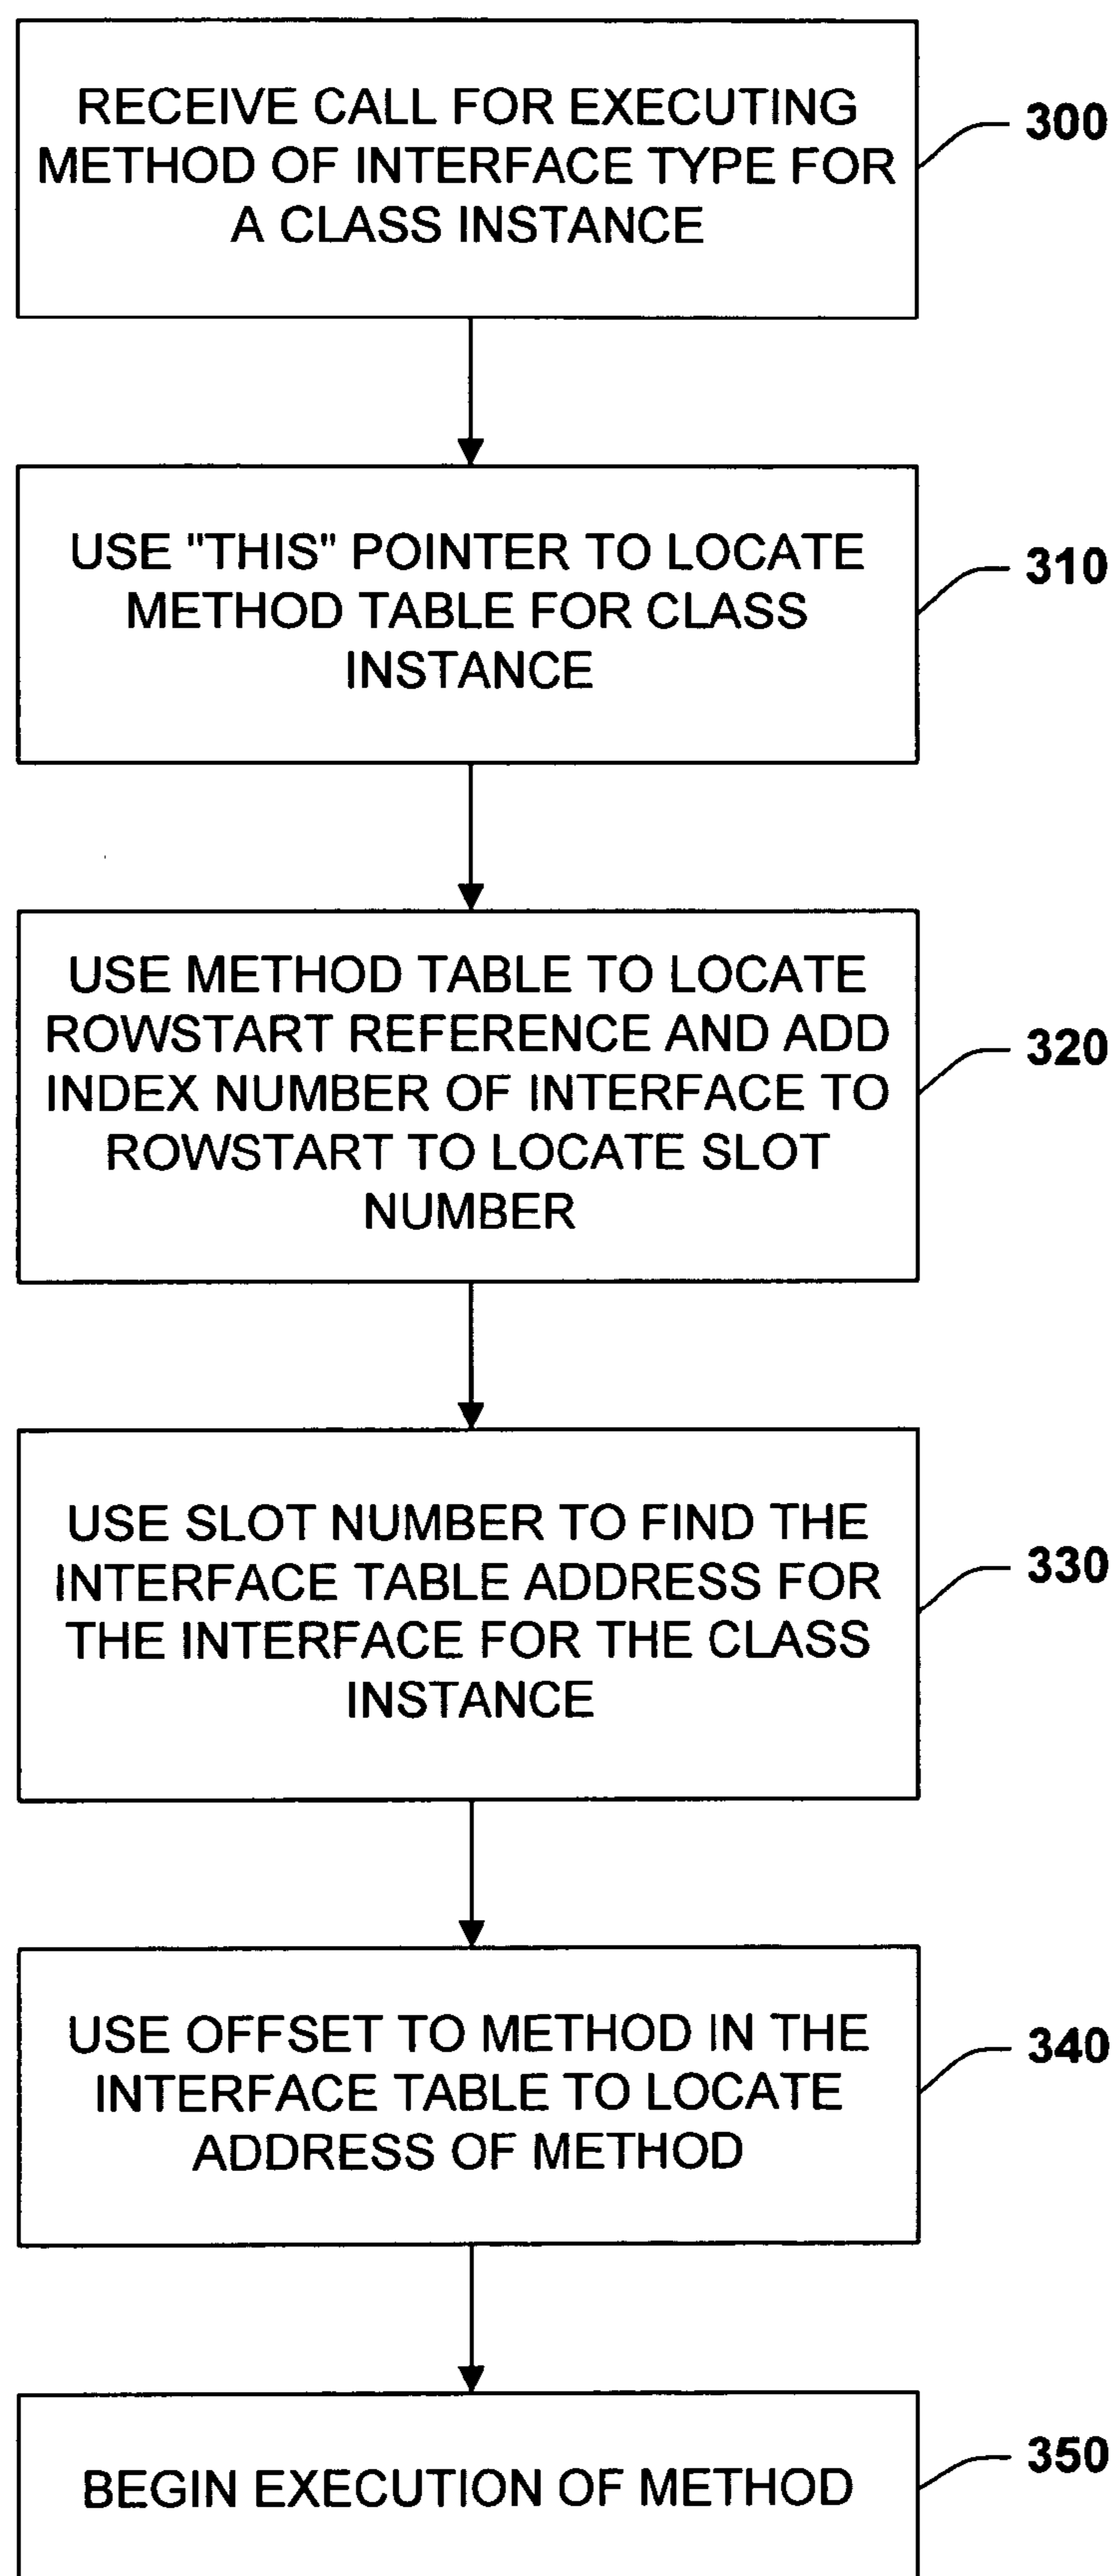 RECEIVE CALL FOR EXECUTING
METHOD OF INTERFACE TYPE FOR
A CLASS INSTANCE
300
USE "THIS" POINTER TO LOCATE
METHOD TABLE FOR CLASS
INSTANCE
310
USE METHOD TABLE TO LOCATE
ROWSTART REFERENCE AND ADD
INDEX NUMBER OF INTERFACE TO
ROWSTART TO LOCATE SLOT
NUMBER
320
USE SLOT NUMBER TO FIND THE
INTERFACE TABLE ADDRESS FOR
THE INTERFACE FOR THE CLASS
INSTANCE
330
USE OFFSET TO METHOD IN THE
INTERFACE TABLE TO LOCATE
ADDRESS OF METHOD
340
BEGIN EXECUTION OF METHOD
350